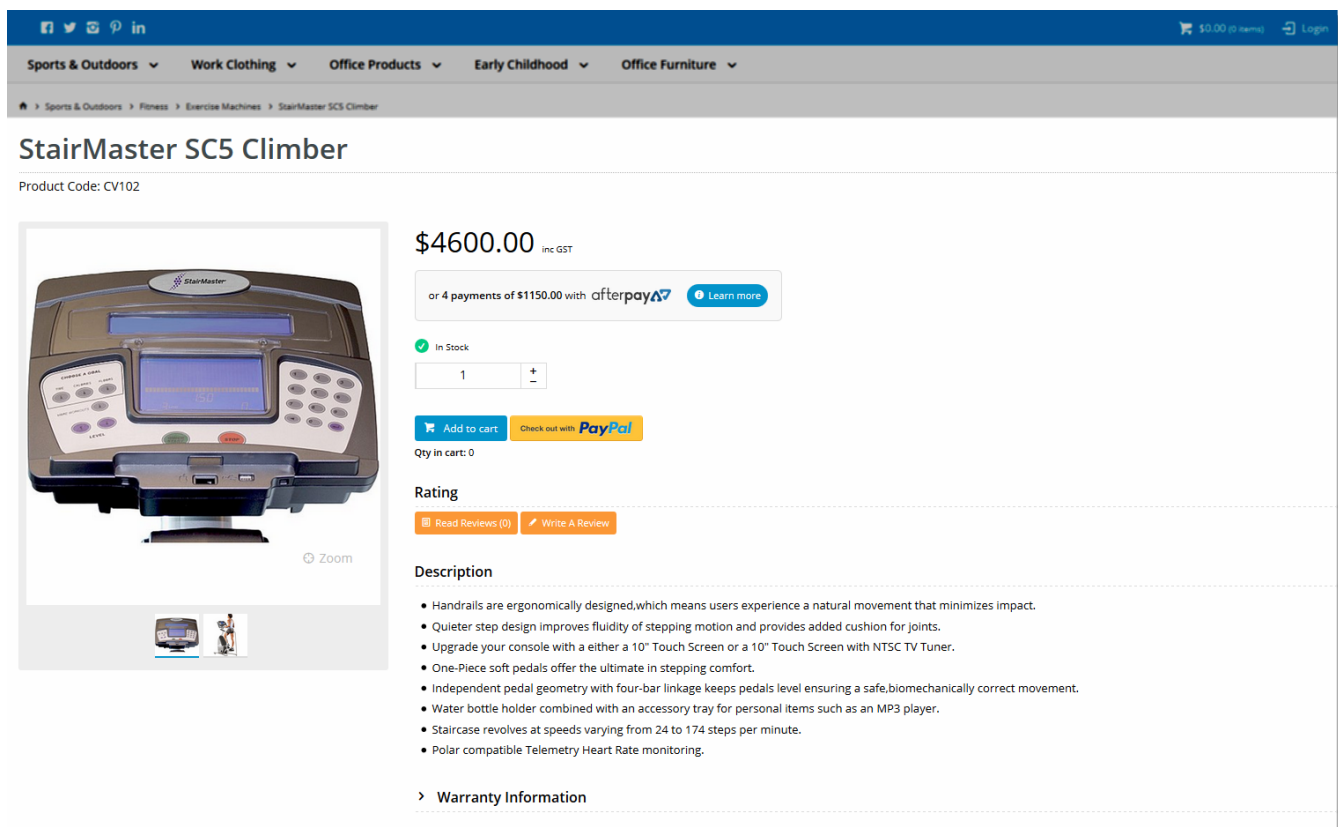 $0.00 (0 items) Login
Sports & Outdoors Work Clothing Office Products Early Childhood Office Furniture
Sports & Outdoors > Fitness > Exercise Machines > StairMaster SC5 Climber
StairMaster SC5 Climber
Product Code: CV102
StairMaster
CHOOSE A GOAL
LEVEL
STOP
Zoom
$4600.00 inc GST
or 4 payments of $1150.00 with afterpay Learn more
In Stock
1 + −
Add to cart Check out with PayPal
Qty in cart: 0
Rating
Read Reviews (0) Write A Review
Description
• Handrails are ergonomically designed,which means users experience a natural movement that minimizes impact.
• Quieter step design improves fluidity of stepping motion and provides added cushion for joints.
• Upgrade your console with a either a 10" Touch Screen or a 10" Touch Screen with NTSC TV Tuner.
• One-Piece soft pedals offer the ultimate in stepping comfort.
• Independent pedal geometry with four-bar linkage keeps pedals level ensuring a safe,biomechanically correct movement.
• Water bottle holder combined with an accessory tray for personal items such as an MP3 player.
• Staircase revolves at speeds varying from 24 to 174 steps per minute.
• Polar compatible Telemetry Heart Rate monitoring.
> Warranty Information